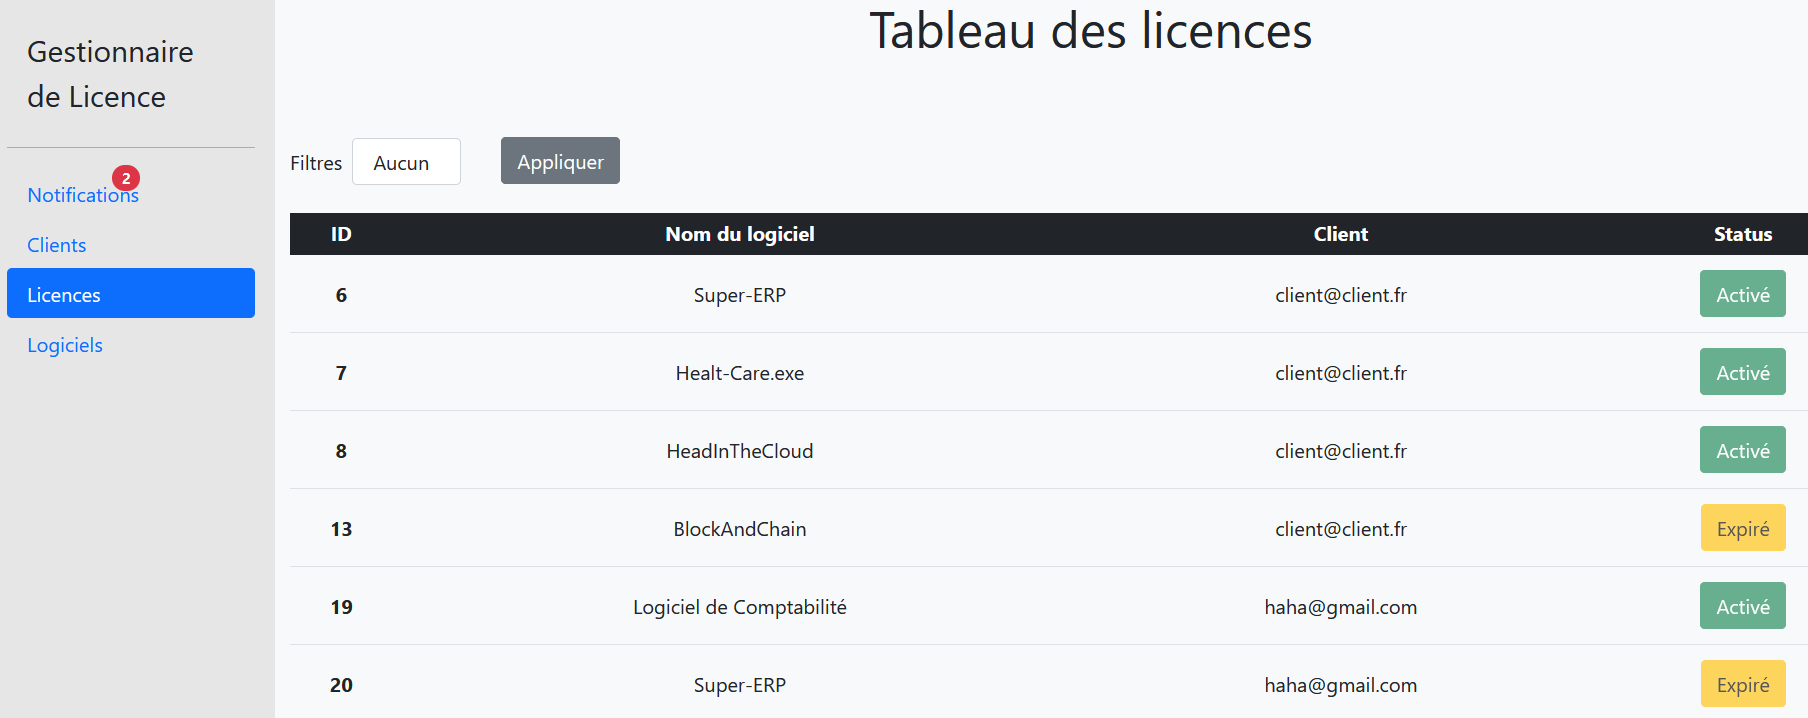 Gestionnaire
de Licence
2
Notifications
Clients
Licences
Logiciels
Tableau des licences
Filtres Aucun Appliquer
ID Nom du logiciel Client Status
6 Super-ERP client@client.fr Activé
7 Healt-Care.exe client@client.fr Activé
8 HeadInTheCloud client@client.fr Activé
13 BlockAndChain client@client.fr Expiré
19 Logiciel de Comptabilité haha@gmail.com Activé
20 Super-ERP haha@gmail.com Expiré